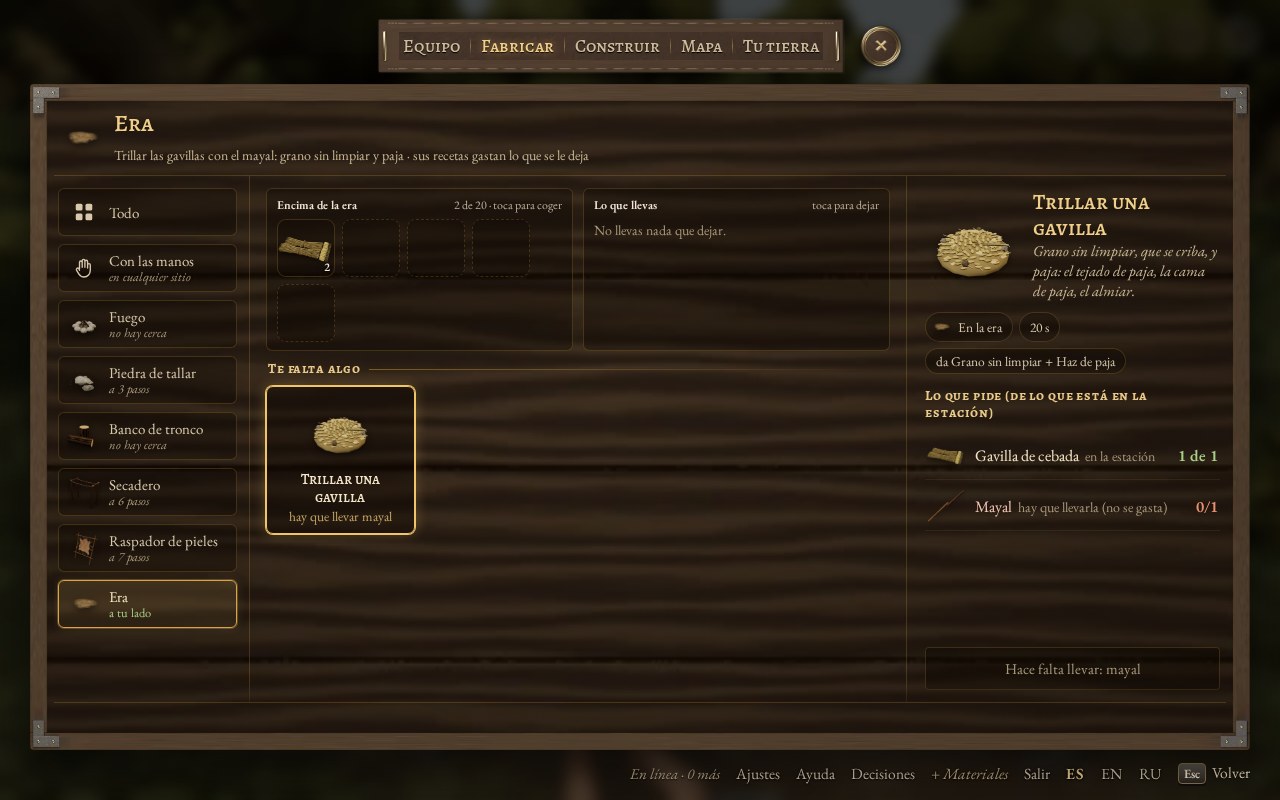 Equipo
Fabricar
Construir
Mapa
Tu tierra
Era
Trillar las gavillas con el mayal: grano sin limpiar y paja · sus recetas gastan lo que se le deja
Todo
Con las manos
en cualquier sitio
Fuego
no hay cerca
Piedra de tallar
a 3 pasos
Banco de tronco
no hay cerca
Secadero
a 6 pasos
Raspador de pieles
a 7 pasos
Era
a tu lado
Encima de la era
2 de 20 · toca para coger
2
Lo que llevas
toca para dejar
No llevas nada que dejar.
Te falta algo
Trillar una
gavilla
hay que llevar mayal
Trillar una
gavilla
Grano sin limpiar, que se criba, y
paja: el tejado de paja, la cama
de paja, el almiar.
En la era
20 s
da Grano sin limpiar + Haz de paja
Lo que pide (de lo que está en la
estación)
Gavilla de cebada en la estación 1 de 1
Mayal hay que llevarla (no se gasta) 0/1
Hace falta llevar: mayal
En línea · 0 más
Ajustes
Ayuda
Decisiones
+ Materiales
Salir
ES
EN
RU
Esc
Volver